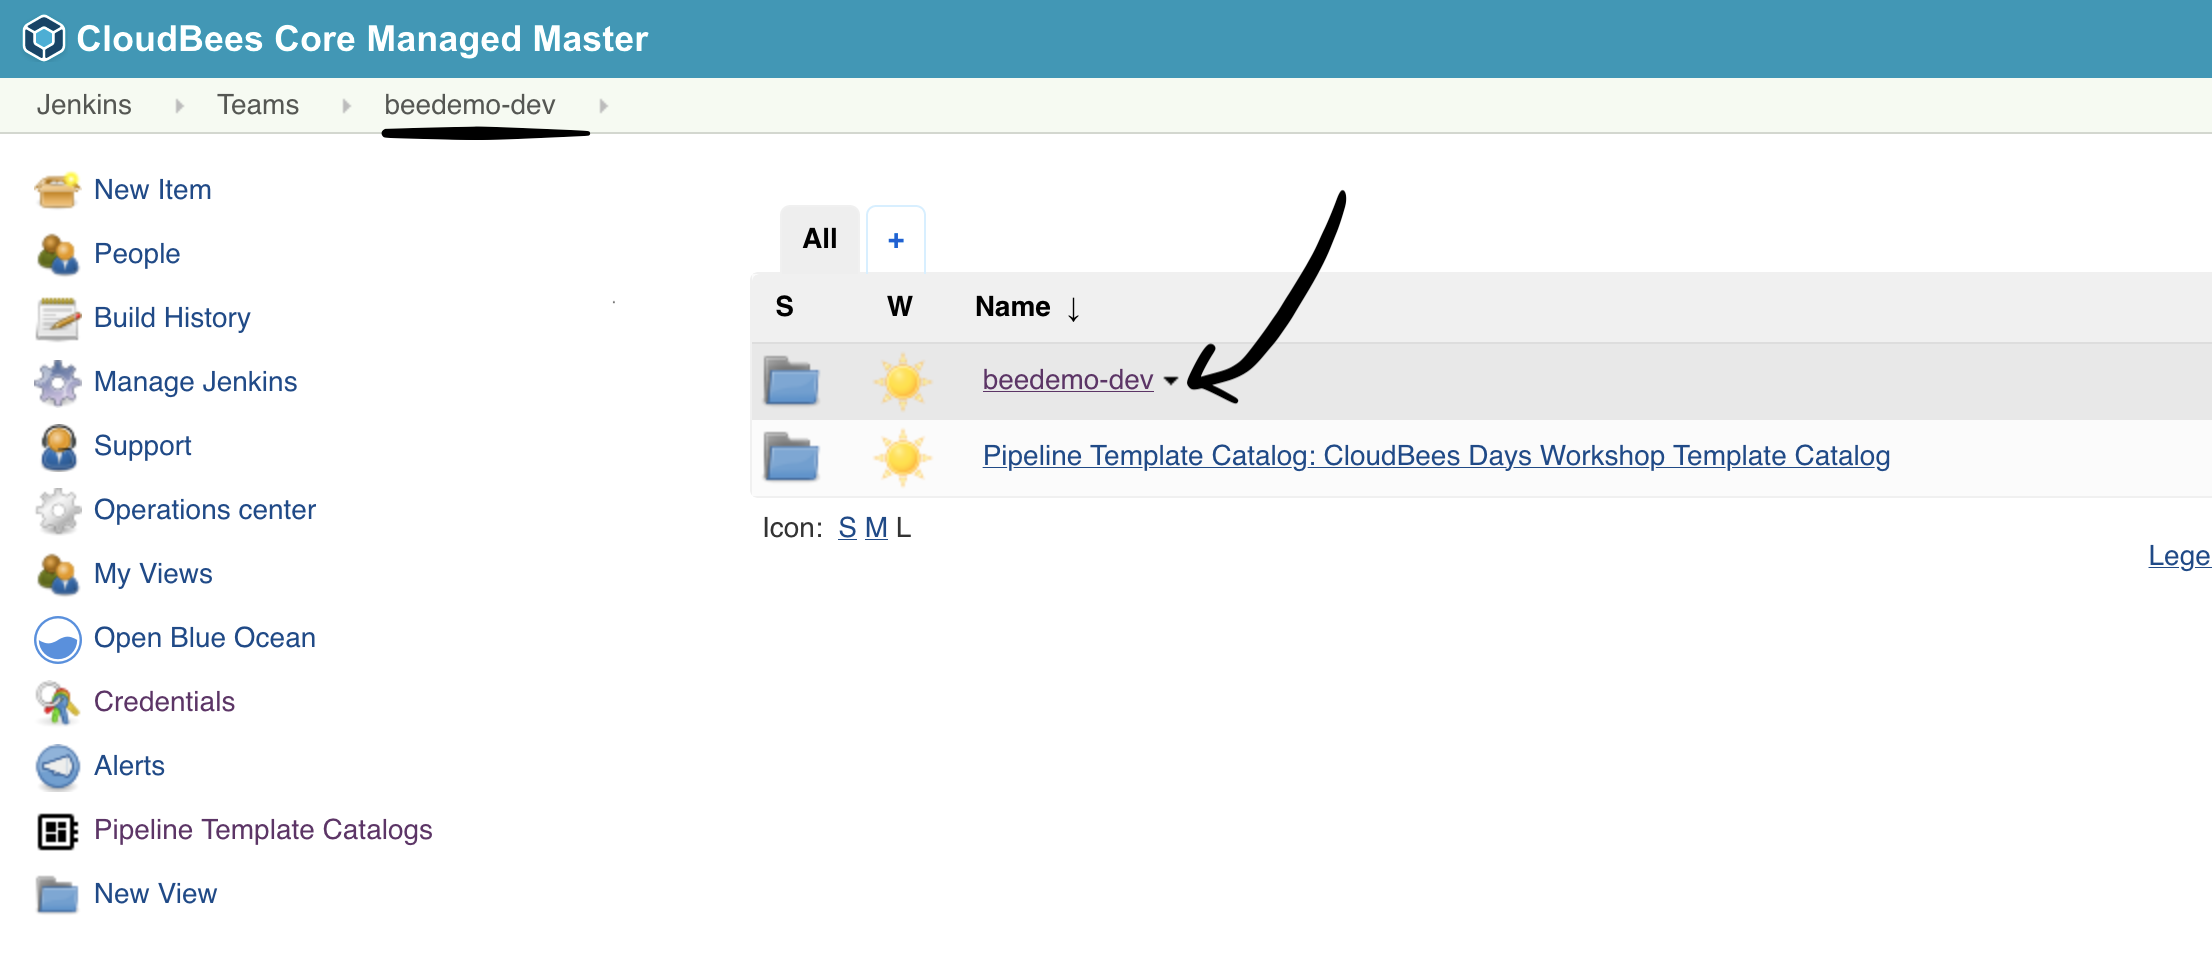 CloudBees Core Managed Master
Jenkins Teams beedemo-dev
New Item
People
Build History
Manage Jenkins
Support
Operations center
My Views
Open Blue Ocean
Credentials
Alerts
Pipeline Template Catalogs
New View
All +
S W Name ↓
beedemo-dev
Pipeline Template Catalog: CloudBees Days Workshop Template Catalog
Icon: S M L
Lege